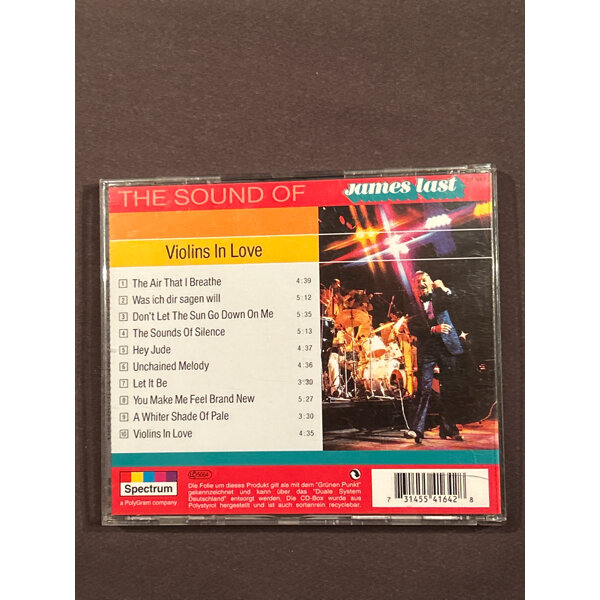 THE SOUND OF
james last
Violins In Love
1 The Air That I Breathe 4:39
2 Was ich dir sagen will 5:12
3 Don't Let The Sun Go Down On Me 5:35
4 The Sounds Of Silence 5:13
5 Hey Jude 4:37
6 Unchained Melody 4:36
7 Let It Be 3:30
8 You Make Me Feel Brand New 5:27
9 A Whiter Shade Of Pale 3:30
10 Violins In Love 4:35
Spectrum
a PolyGram company
LC 5064
Die Folie um dieses Produkt gilt als mit dem "Grünen Punkt"
gekennzeichnet und kann über das "Duale System
Deutschland" entsorgt werden. Die CD-Box wurde aus
Polystyrol hergestellt und ist auch sortenrein recyclebar.
7 31455 41642 8